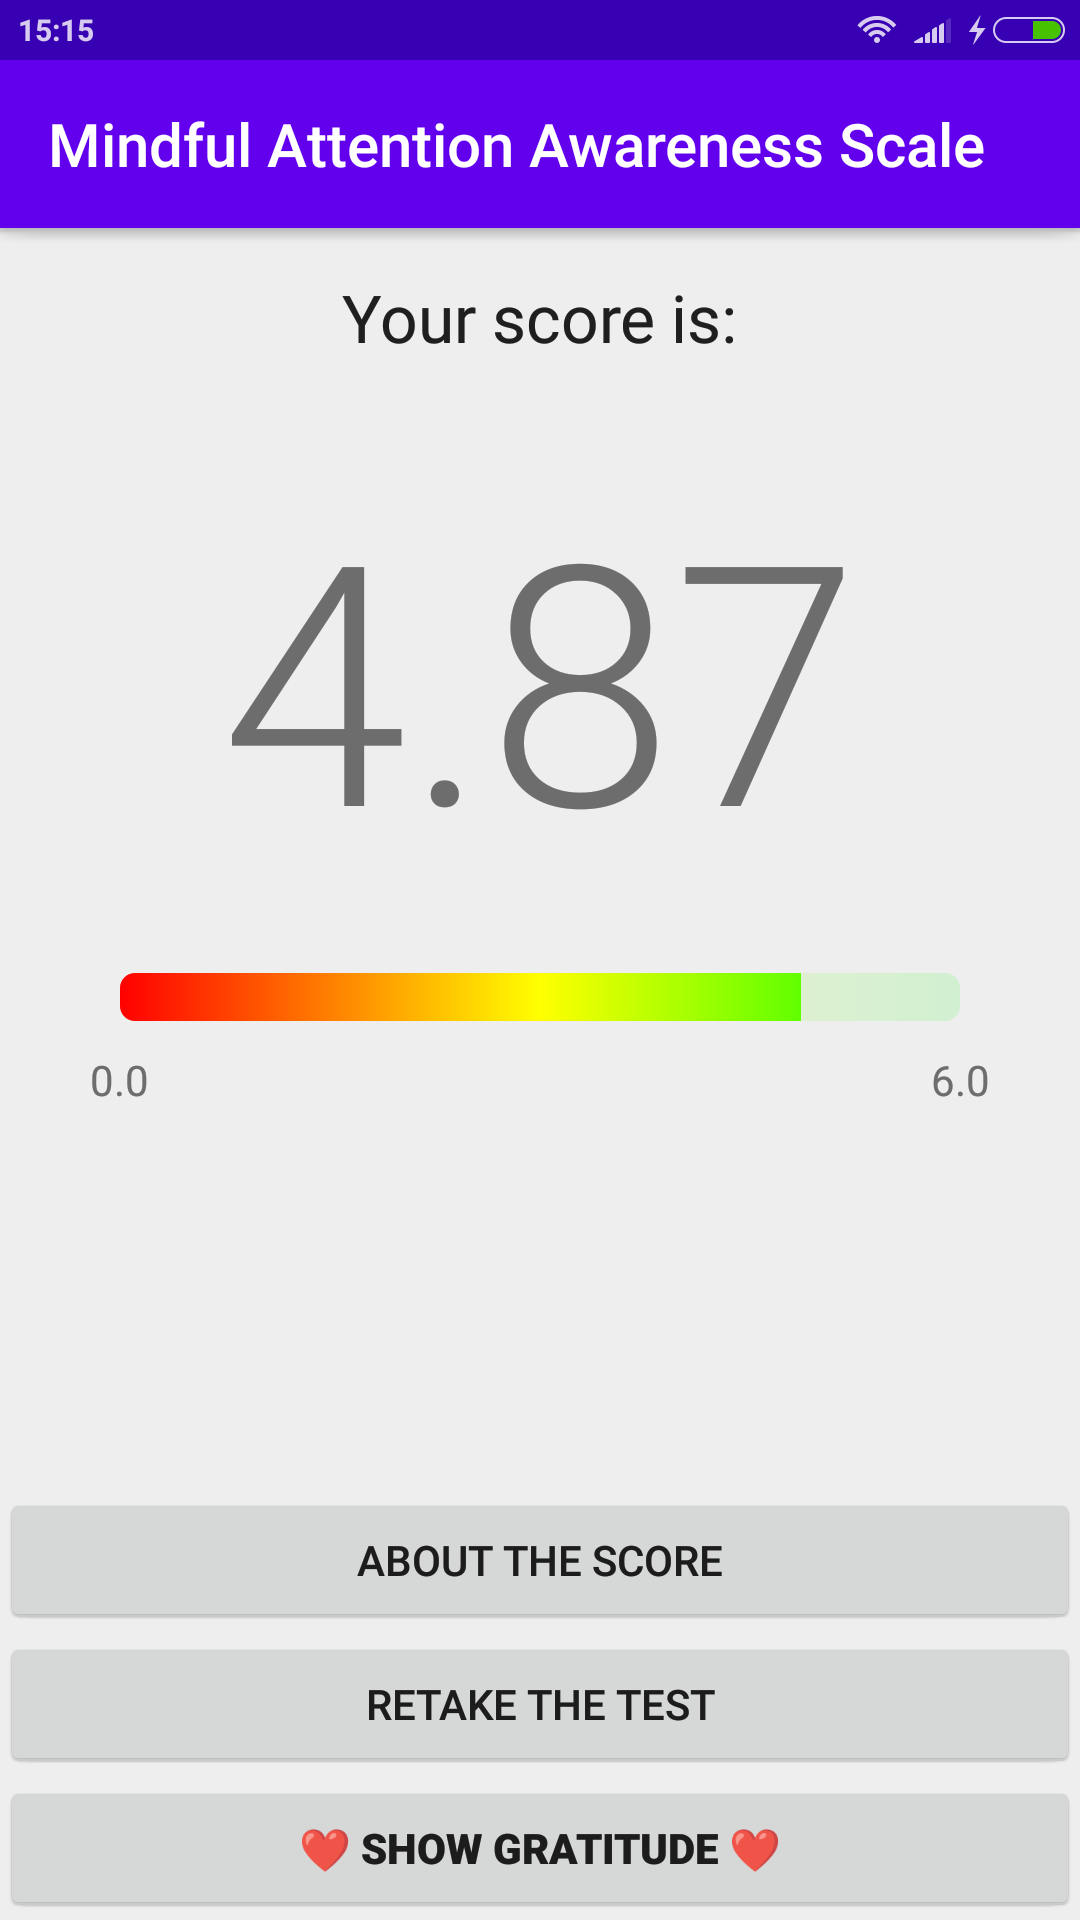 15:15
Mindful Attention Awareness Scale
Your score is:
4.87
0.0 6.0
ABOUT THE SCORE
RETAKE THE TEST
❤️ SHOW GRATITUDE ❤️